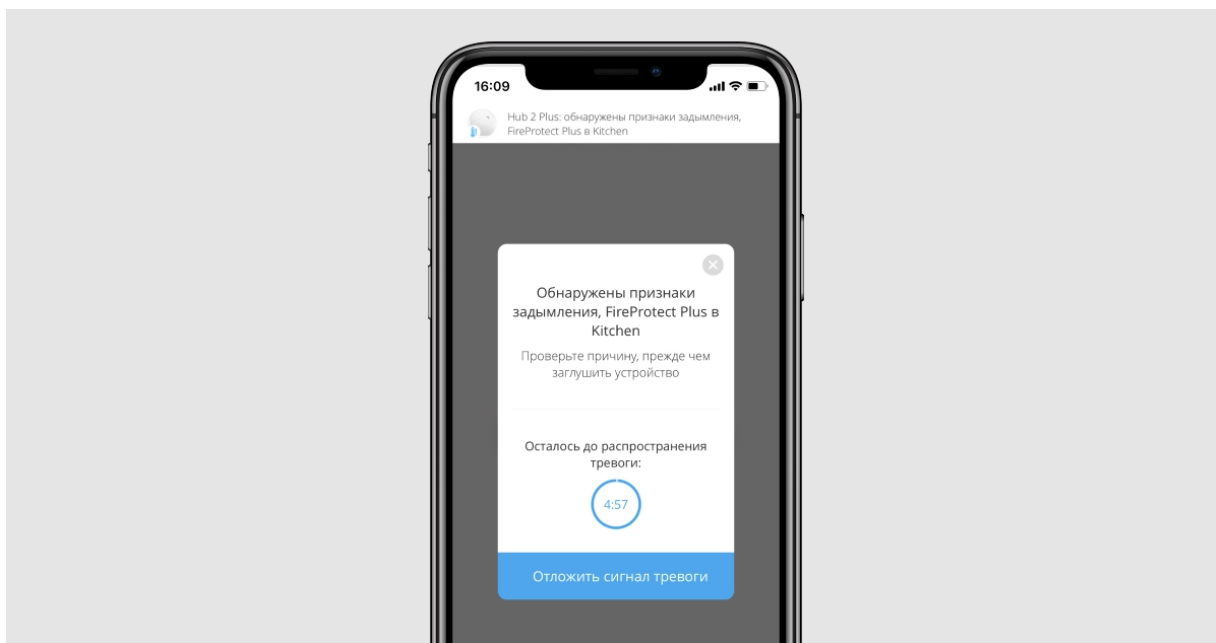 16:09
Hub 2 Plus: обнаружены признаки задымления,
FireProtect Plus в Kitchen
Обнаружены признаки
задымления, FireProtect Plus в
Kitchen
Проверьте причину, прежде чем
заглушить устройство
Осталось до распространения
тревоги:
4:57
Отложить сигнал тревоги